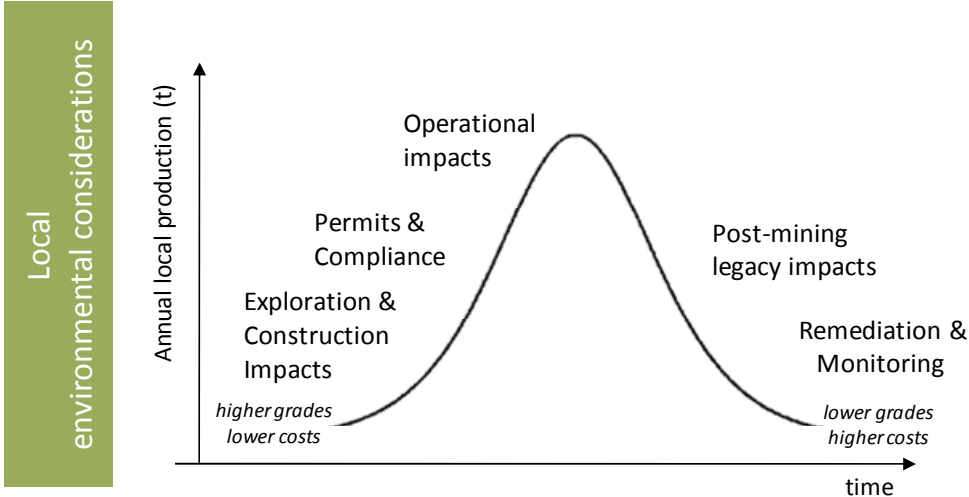 Local
environmental considerations
Annual local production (t)
Operational
impacts
Permits &
Compliance
Exploration &
Construction
Impacts
higher grades
lower costs
Post-mining
legacy impacts
Remediation &
Monitoring
lower grades
higher costs
time